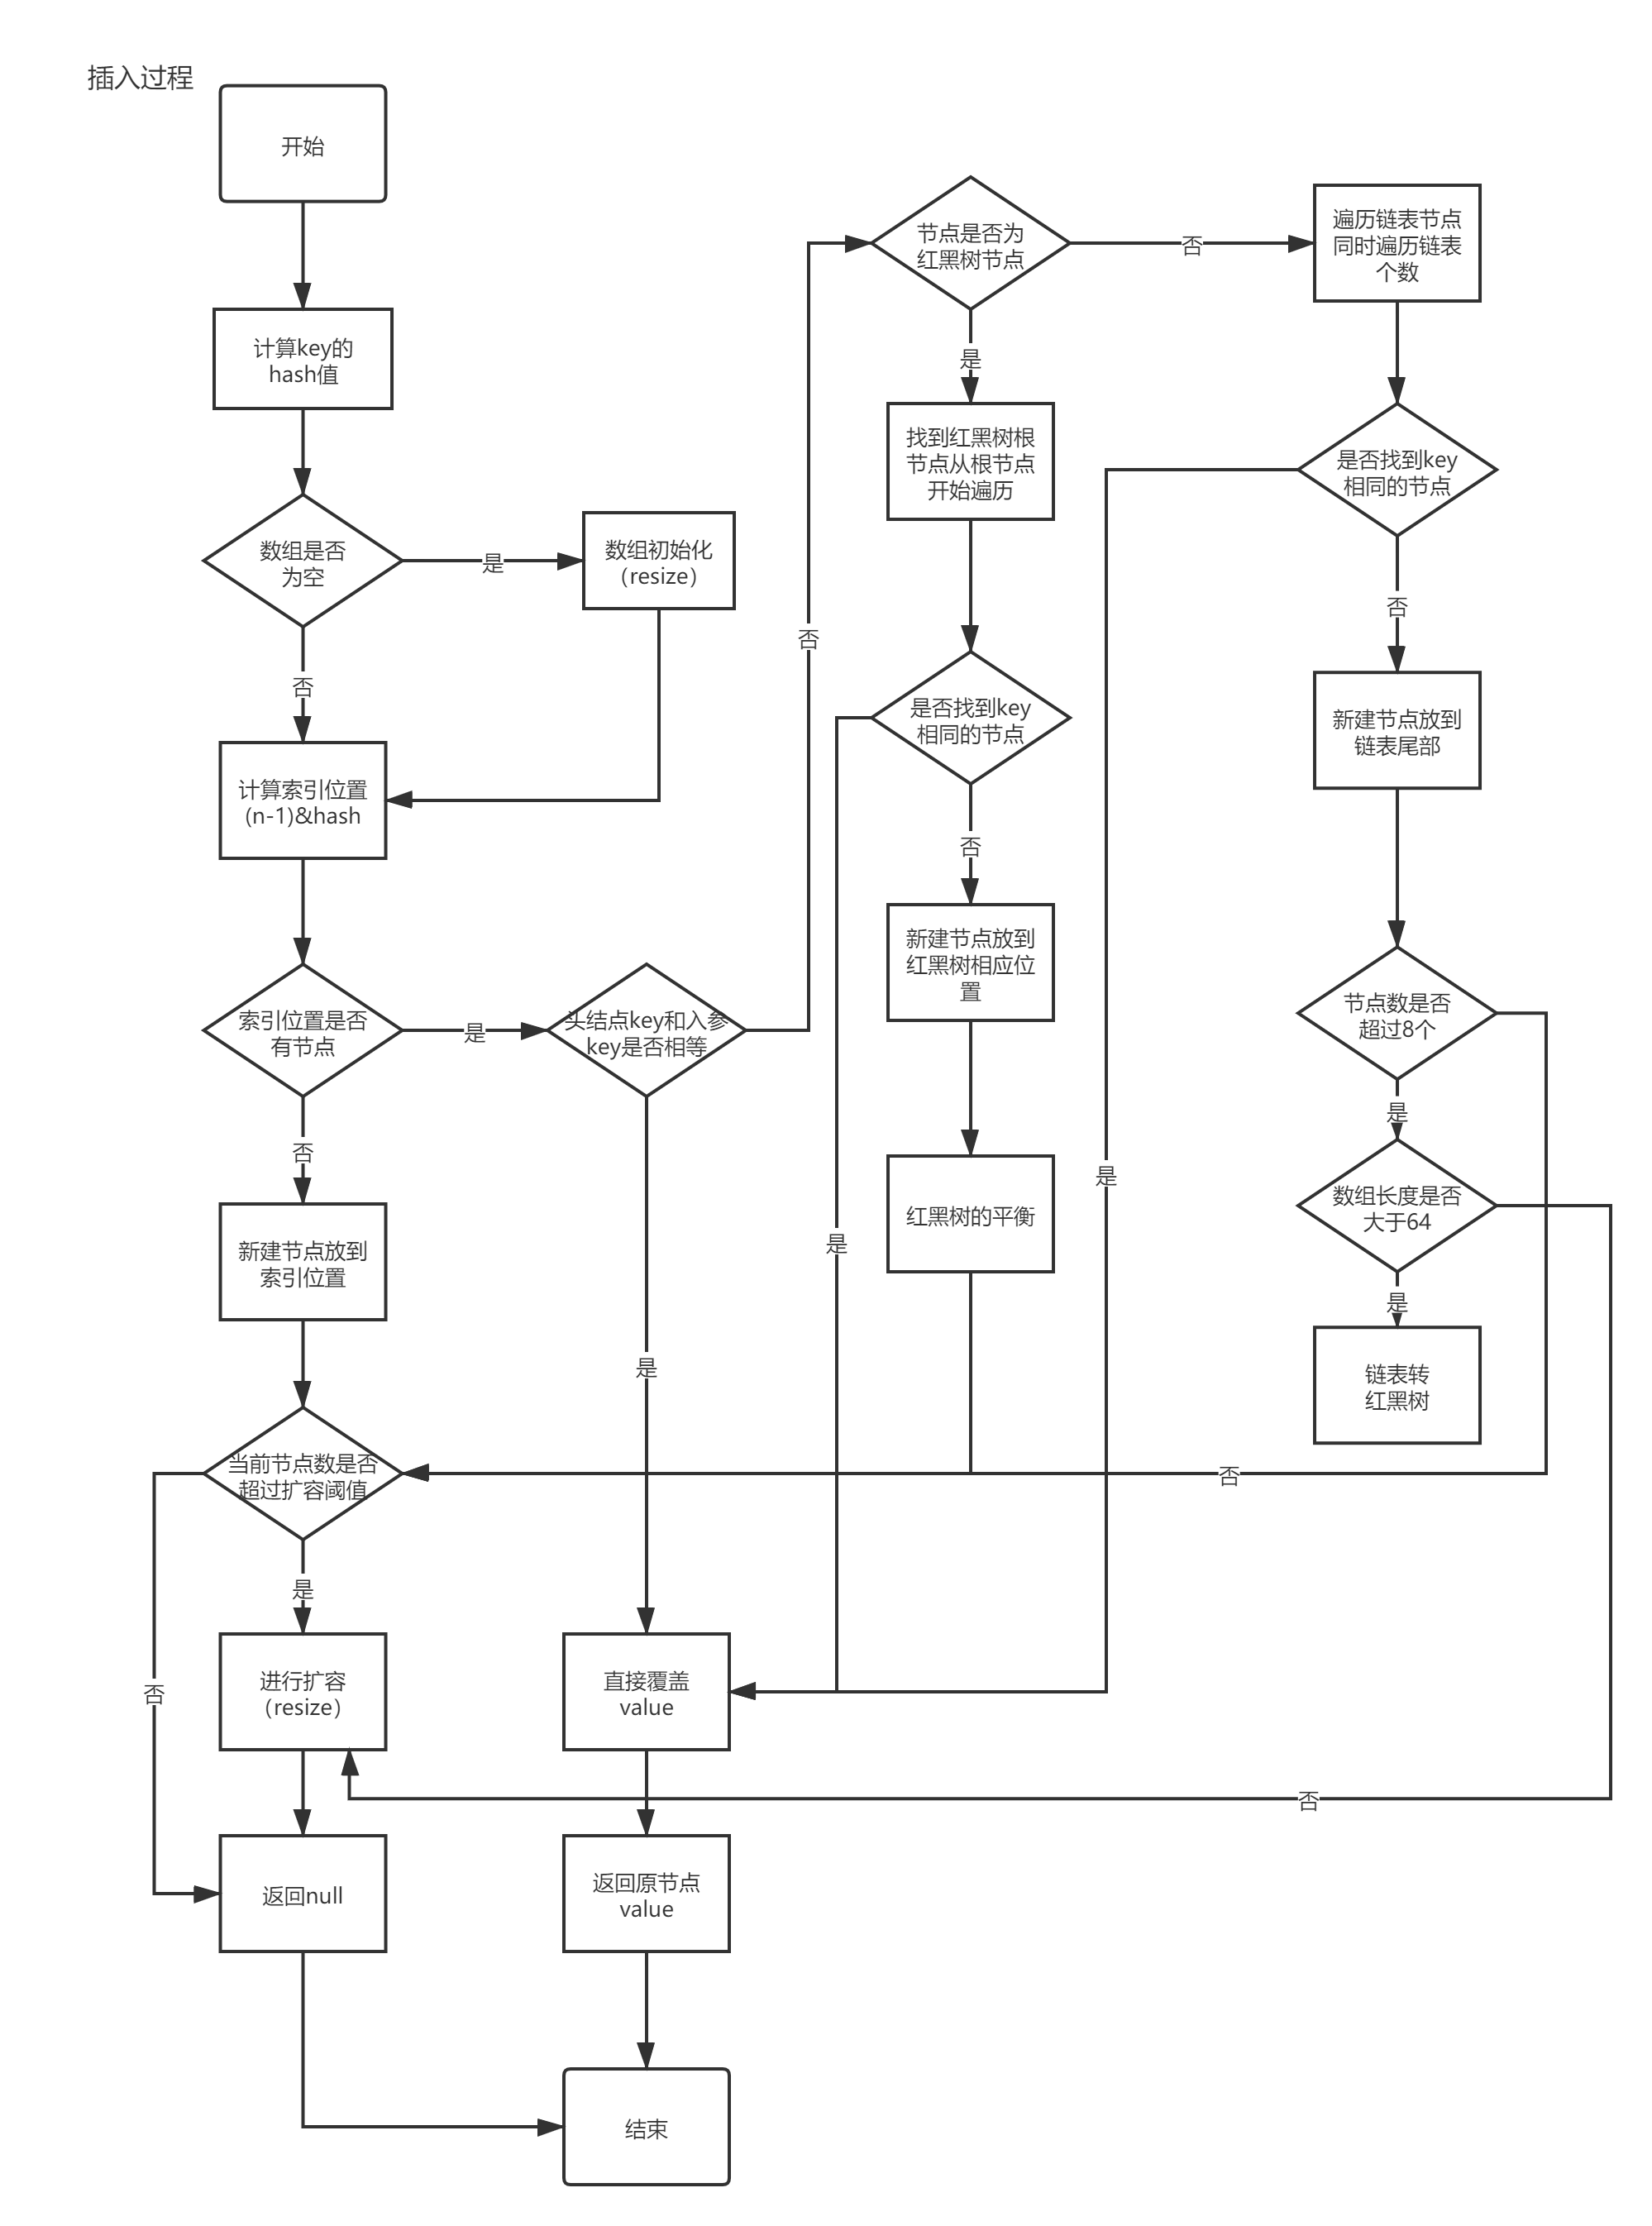 插入过程
开始
计算key的
hash值
数组是否
为空
是
数组初始化
（resize）
否
计算索引位置
(n-1)&hash
索引位置是否
有节点
是
头结点key和入参
key是否相等
否
新建节点放到
索引位置
当前节点数是否
超过扩容阈值
是
进行扩容
（resize）
否
返回null
是
直接覆盖
value
返回原节点
value
结束
否
节点是否为
红黑树节点
否
是
找到红黑树根
节点从根节点
开始遍历
是否找到key
相同的节点
否
是
新建节点放到
红黑树相应位
置
红黑树的平衡
遍历链表节点
同时遍历链表
个数
是否找到key
相同的节点
是
否
新建节点放到
链表尾部
节点数是否
超过8个
是
否
数组长度是否
大于64
是
否
链表转
红黑树